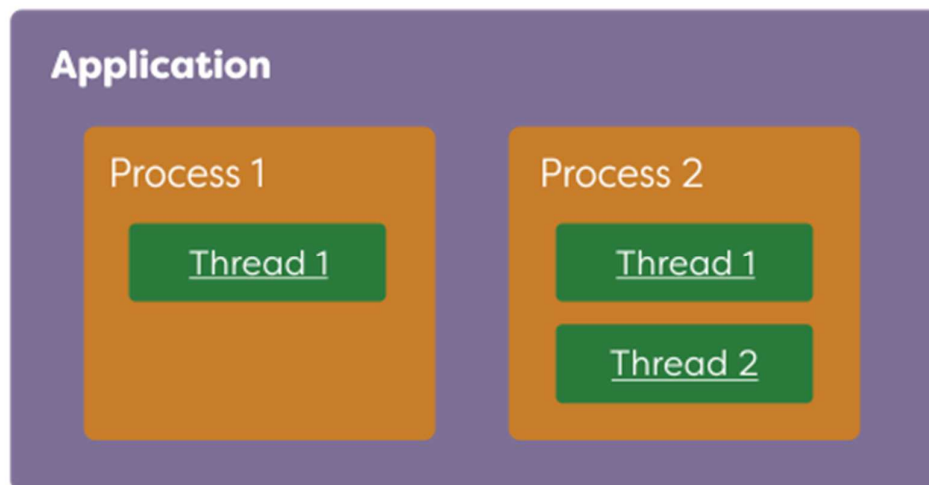 Application
Process 1
Thread 1
Process 2
Thread 1
Thread 2